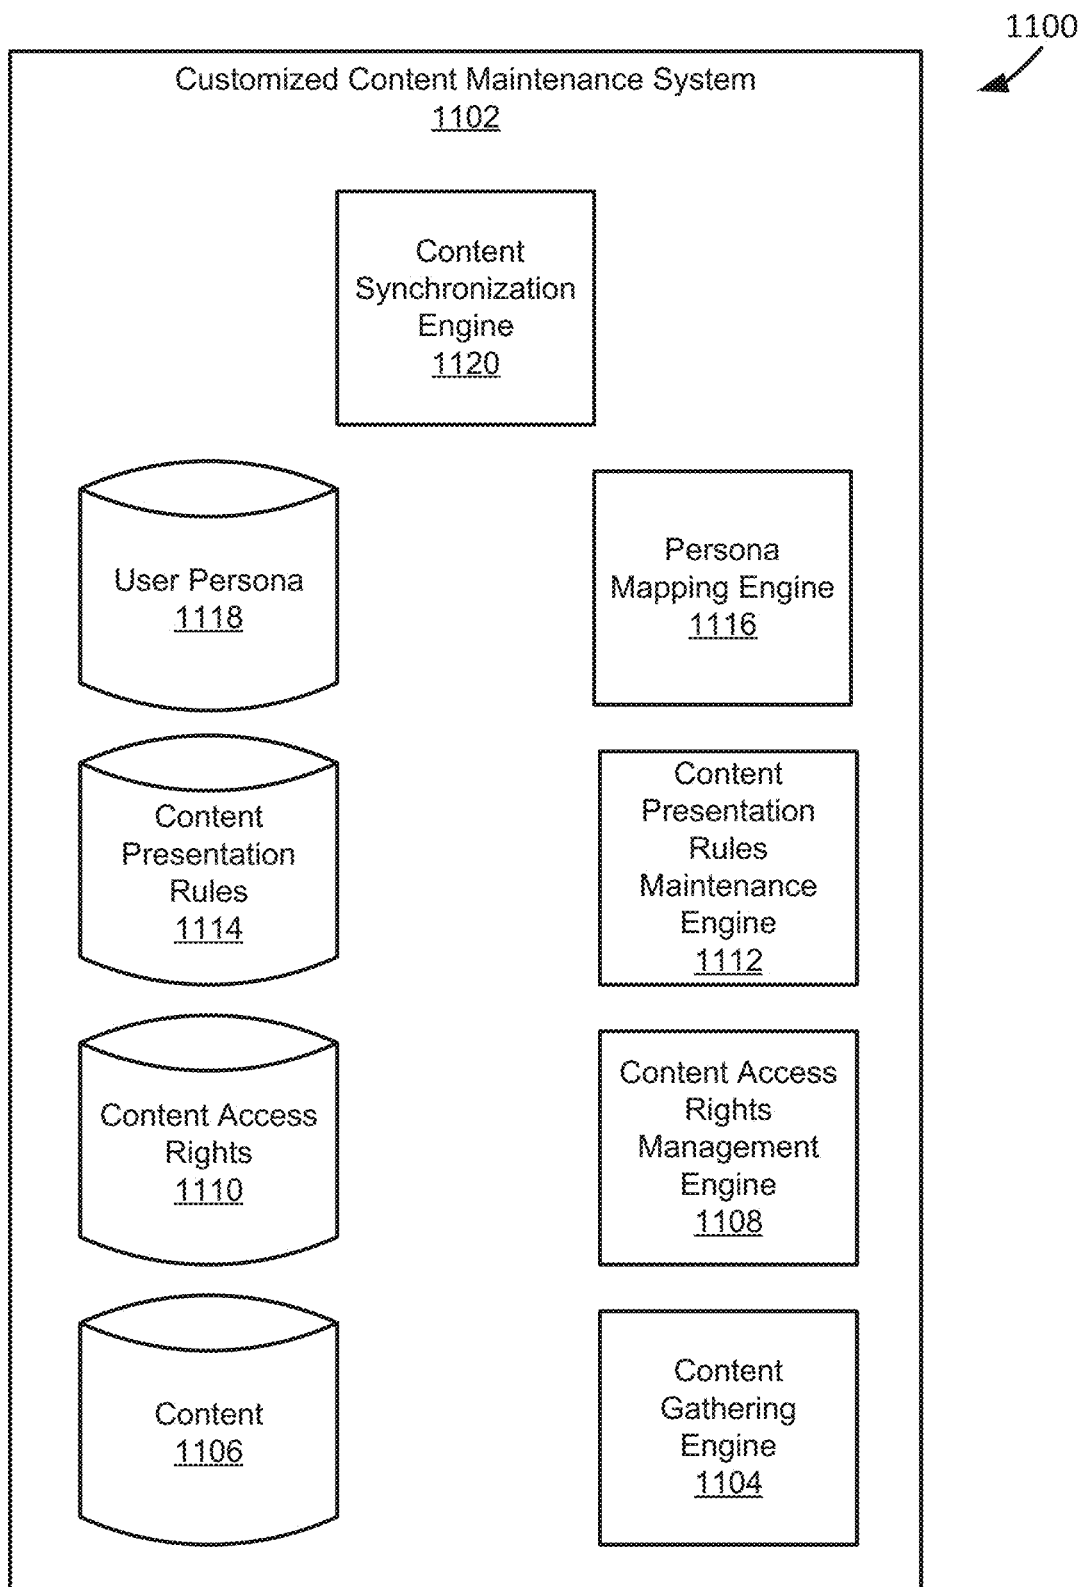 1100
Customized Content Maintenance System
1102
Content
Synchronization
Engine
1120
User Persona
1118
Persona
Mapping Engine
1116
Content
Presentation
Rules
1114
Content
Presentation
Rules
Maintenance
Engine
1112
Content Access
Rights
1110
Content Access
Rights
Management
Engine
1108
Content
1106
Content
Gathering
Engine
1104